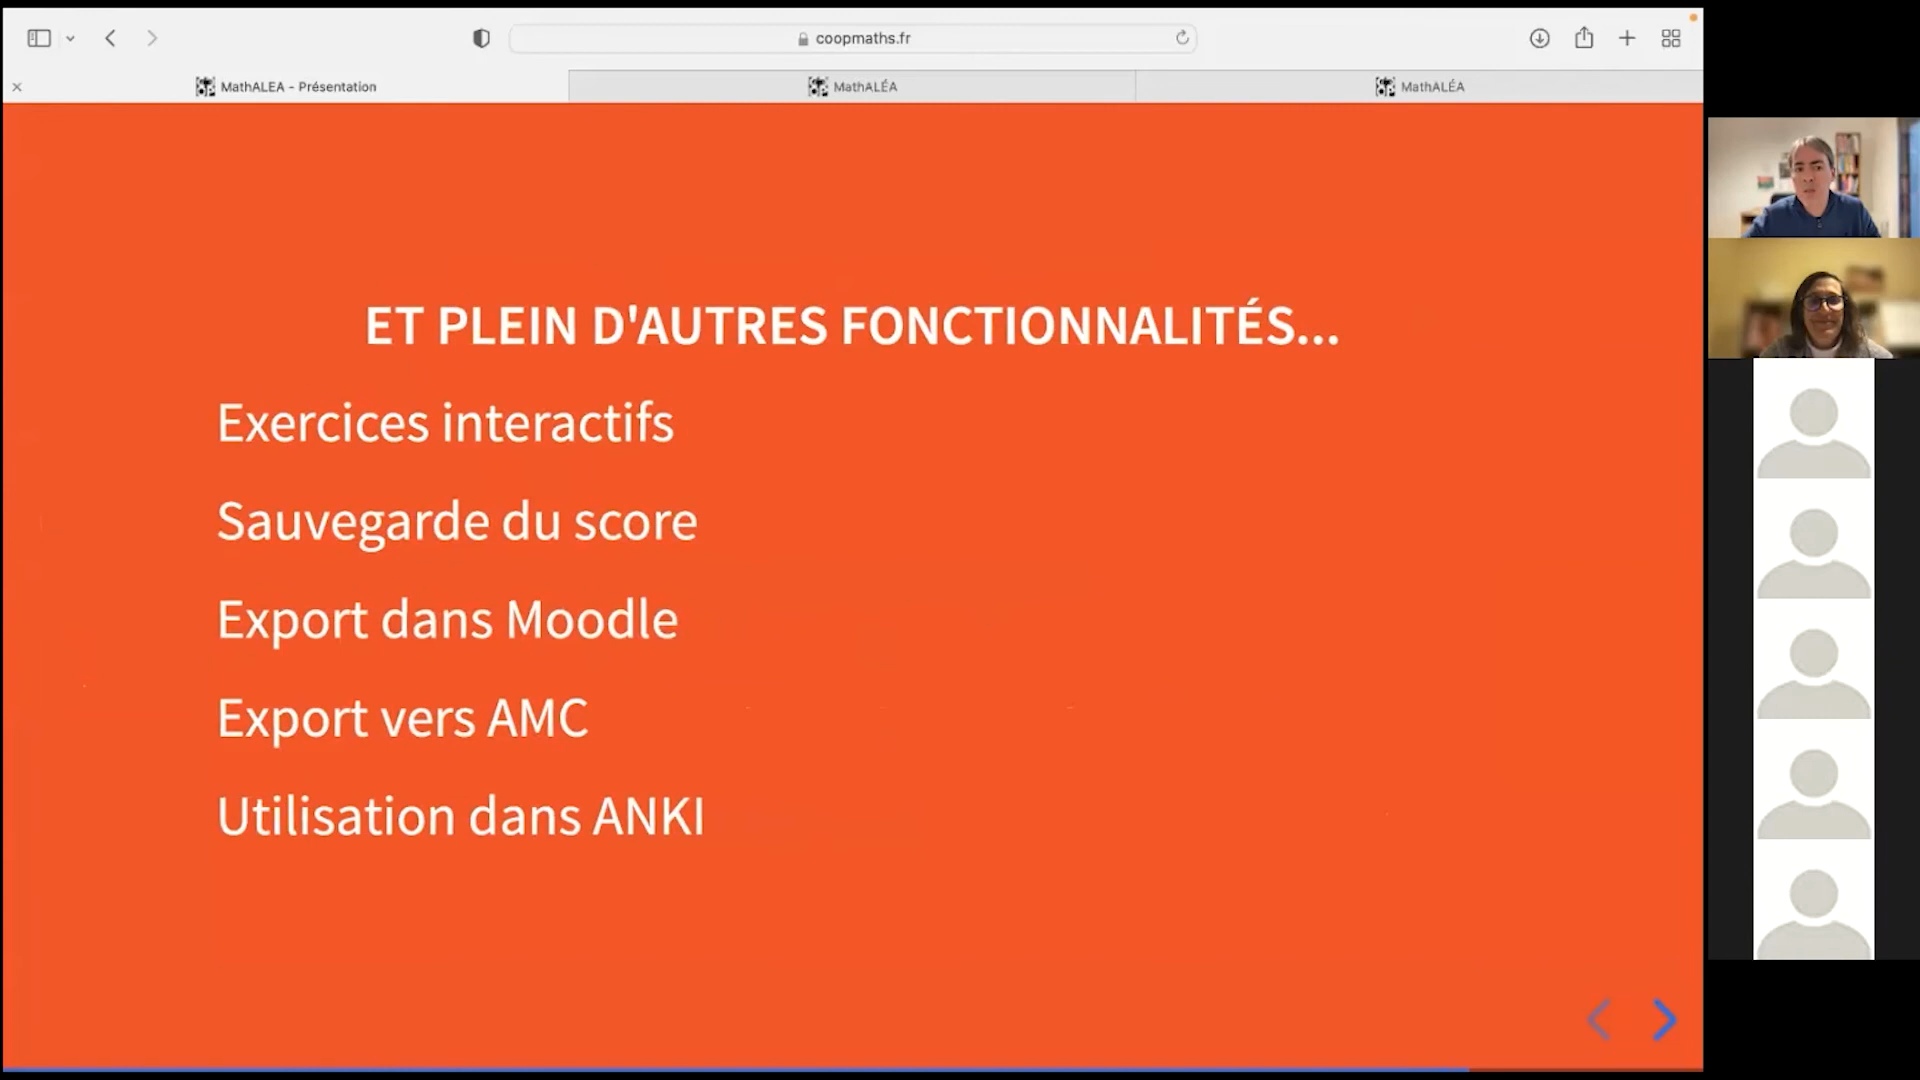 coopmaths.fr
MathALEA - Présentation
MathALÉA
MathALÉA
ET PLEIN D'AUTRES FONCTIONNALITÉS...
Exercices interactifs
Sauvegarde du score
Export dans Moodle
Export vers AMC
Utilisation dans ANKI